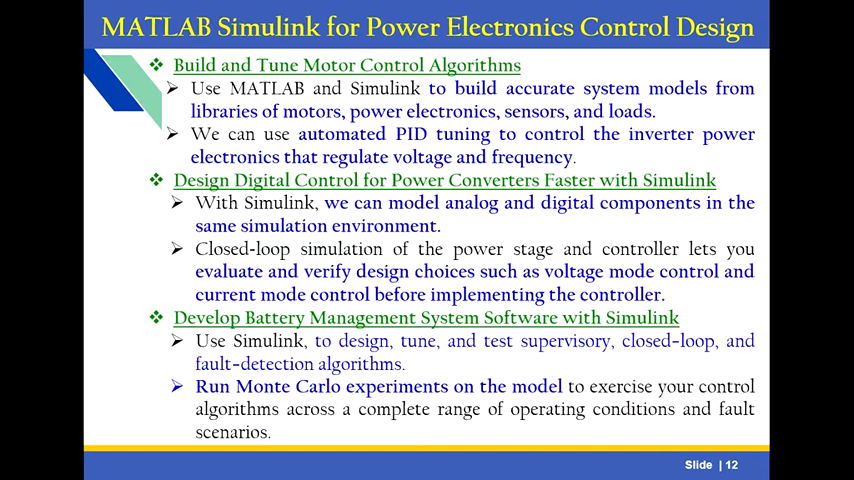 MATLAB Simulink for Power Electronics Control Design
❖ Build and Tune Motor Control Algorithms
➢ Use MATLAB and Simulink to build accurate system models from
libraries of motors, power electronics, sensors, and loads.
➢ We can use automated PID tuning to control the inverter power
electronics that regulate voltage and frequency.
❖ Design Digital Control for Power Converters Faster with Simulink
➢ With Simulink, we can model analog and digital components in the
same simulation environment.
➢ Closed-loop simulation of the power stage and controller lets you
evaluate and verify design choices such as voltage mode control and
current mode control before implementing the controller.
❖ Develop Battery Management System Software with Simulink
➢ Use Simulink, to design, tune, and test supervisory, closed-loop, and
fault-detection algorithms.
➢ Run Monte Carlo experiments on the model to exercise your control
algorithms across a complete range of operating conditions and fault
scenarios.
Slide | 12